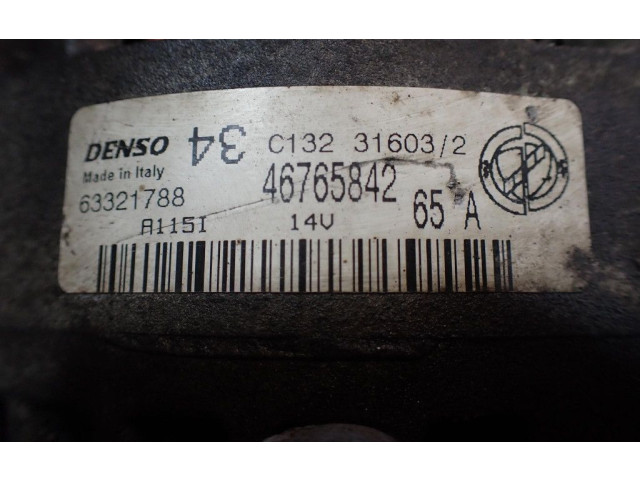 DENSO 34 C132 31603/2
Made in Italy
63321788 46765842
A115I 14V 65 A